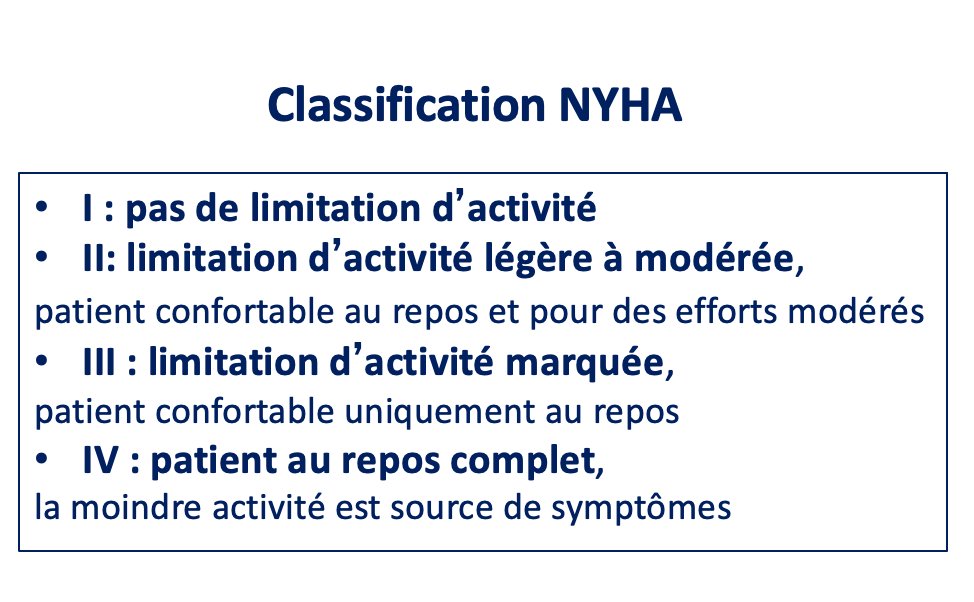 Classification NYHA
• I : pas de limitation d’activité
• II: limitation d’activité légère à modérée,
patient confortable au repos et pour des efforts modérés
• III : limitation d’activité marquée,
patient confortable uniquement au repos
• IV : patient au repos complet,
la moindre activité est source de symptômes